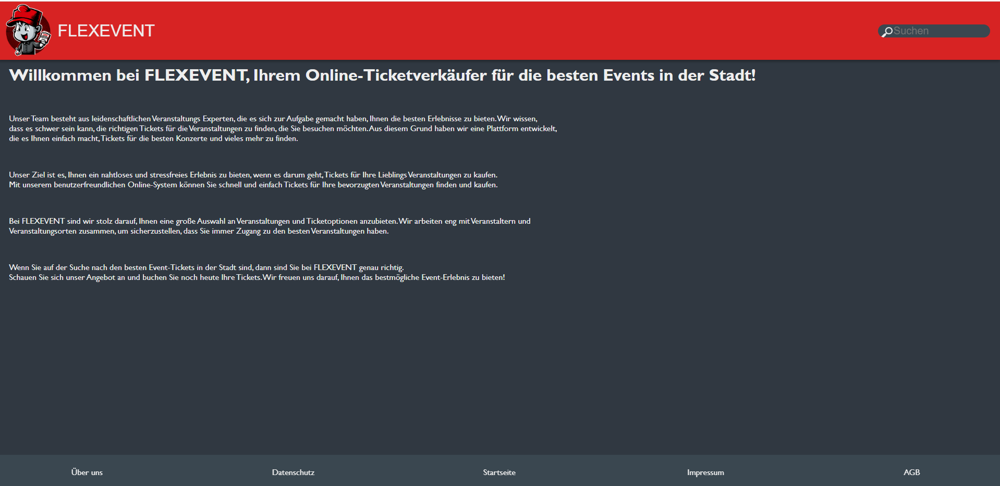 FLEXEVENT
Suchen
Willkommen bei FLEXEVENT, Ihrem Online-Ticketverkäufer für die besten Events in der Stadt!
Unser Team besteht aus leidenschaftlichen Veranstaltungs Experten, die es sich zur Aufgabe gemacht haben, Ihnen die besten Erlebnisse zu bieten. Wir wissen,
dass es schwer sein kann, die richtigen Tickets für die Veranstaltungen zu finden, die Sie besuchen möchten. Aus diesem Grund haben wir eine Plattform entwickelt,
die es Ihnen einfach macht, Tickets für die besten Konzerte und vieles mehr zu finden.
Unser Ziel ist es, Ihnen ein nahtloses und stressfreies Erlebnis zu bieten, wenn es darum geht, Tickets für Ihre Lieblings Veranstaltungen zu kaufen.
Mit unserem benutzerfreundlichen Online-System können Sie schnell und einfach Tickets für Ihre bevorzugten Veranstaltungen finden und kaufen.
Bei FLEXEVENT sind wir stolz darauf, Ihnen eine große Auswahl an Veranstaltungen und Ticketoptionen anzubieten. Wir arbeiten eng mit Veranstaltern und
Veranstaltungsorten zusammen, um sicherzustellen, dass Sie immer Zugang zu den besten Veranstaltungen haben.
Wenn Sie auf der Suche nach den besten Event-Tickets in der Stadt sind, dann sind Sie bei FLEXEVENT genau richtig.
Schauen Sie sich unser Angebot an und buchen Sie noch heute Ihre Tickets. Wir freuen uns darauf, Ihnen das bestmögliche Event-Erlebnis zu bieten!
Über uns
Datenschutz
Startseite
Impressum
AGB